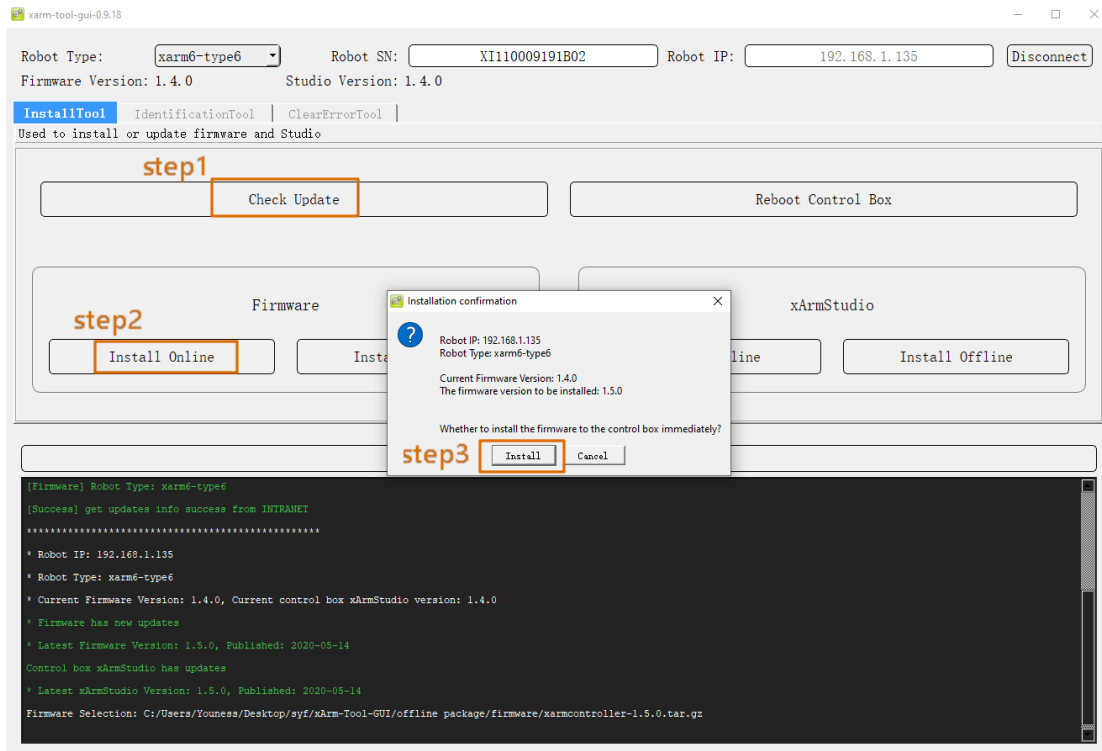 xarm-tool-gui-0.9.18
Robot Type: xarm6-type6 Robot SN: XI110009191B02 Robot IP: 192.168.1.135 Disconnect
Firmware Version: 1.4.0 Studio Version: 1.4.0
InstallTool IdentificationTool ClearErrorTool
Used to install or update firmware and Studio
step1
Check Update Reboot Control Box
Firmware xArmStudio
step2
Install Online Insta line Install Offline
Installation confirmation
Robot IP: 192.168.1.135
Robot Type: xarm6-type6
Current Firmware Version: 1.4.0
The firmware version to be installed: 1.5.0
Whether to install the firmware to the control box immediately?
step3 Install Cancel
[Firmware] Robot Type: xarm6-type6
[Success] get updates info success from INTRANET
*************************************************
* Robot IP: 192.168.1.135
* Robot Type: xarm6-type6
* Current Firmware Version: 1.4.0, Current control box xArmStudio version: 1.4.0
* Firmware has new updates
* Latest Firmware Version: 1.5.0, Published: 2020-05-14
Control box xArmStudio has updates
* Latest xArmStudio Version: 1.5.0, Published: 2020-05-14
Firmware Selection: C:/Users/Youness/Desktop/syf/xArm-Tool-GUI/offline package/firmware/xarmcontroller-1.5.0.tar.gz